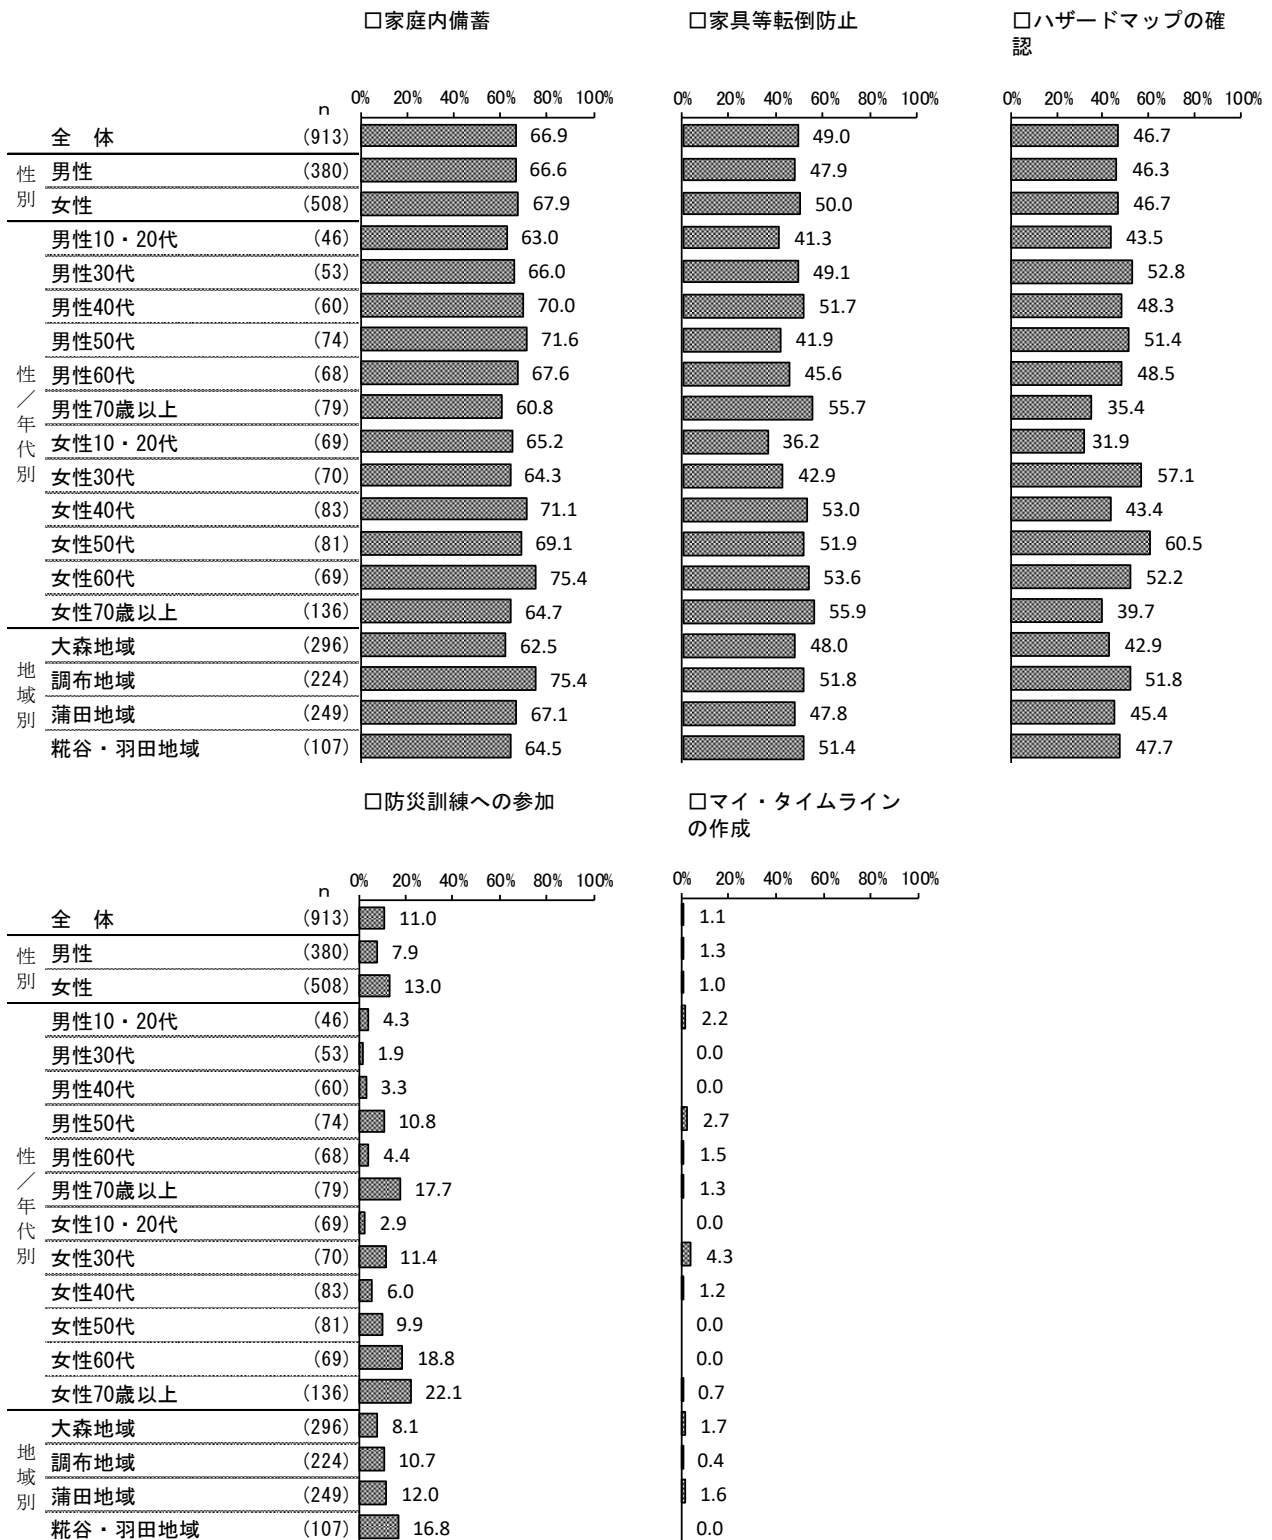 □家庭内備蓄
□家具等転倒防止
□ハザードマップの確
認
n
0% 20% 40% 60% 80% 100%
0% 20% 40% 60% 80% 100%
0% 20% 40% 60% 80% 100%
全 体 (913) 66.9 49.0 46.7
性別
男性 (380) 66.6 47.9 46.3
女性 (508) 67.9 50.0 46.7
性／年代別
男性10・20代 (46) 63.0 41.3 43.5
男性30代 (53) 66.0 49.1 52.8
男性40代 (60) 70.0 51.7 48.3
男性50代 (74) 71.6 41.9 51.4
男性60代 (68) 67.6 45.6 48.5
男性70歳以上 (79) 60.8 55.7 35.4
女性10・20代 (69) 65.2 36.2 31.9
女性30代 (70) 64.3 42.9 57.1
女性40代 (83) 71.1 53.0 43.4
女性50代 (81) 69.1 51.9 60.5
女性60代 (69) 75.4 53.6 52.2
女性70歳以上 (136) 64.7 55.9 39.7
地域別
大森地域 (296) 62.5 48.0 42.9
調布地域 (224) 75.4 51.8 51.8
蒲田地域 (249) 67.1 47.8 45.4
糀谷・羽田地域 (107) 64.5 51.4 47.7
□防災訓練への参加
□マイ・タイムライン
の作成
n
0% 20% 40% 60% 80% 100%
0% 20% 40% 60% 80% 100%
全 体 (913) 11.0 1.1
性別
男性 (380) 7.9 1.3
女性 (508) 13.0 1.0
性／年代別
男性10・20代 (46) 4.3 2.2
男性30代 (53) 1.9 0.0
男性40代 (60) 3.3 0.0
男性50代 (74) 10.8 2.7
男性60代 (68) 4.4 1.5
男性70歳以上 (79) 17.7 1.3
女性10・20代 (69) 2.9 0.0
女性30代 (70) 11.4 4.3
女性40代 (83) 6.0 1.2
女性50代 (81) 9.9 0.0
女性60代 (69) 18.8 0.0
女性70歳以上 (136) 22.1 0.7
地域別
大森地域 (296) 8.1 1.7
調布地域 (224) 10.7 0.4
蒲田地域 (249) 12.0 1.6
糀谷・羽田地域 (107) 16.8 0.0